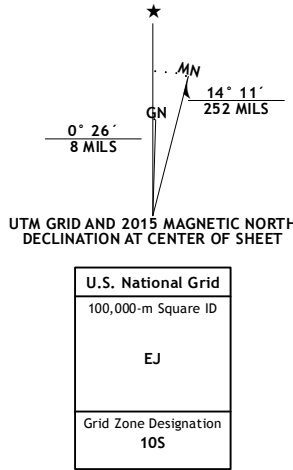 MN
GN
14° 11´
252 MILS
0° 26´
8 MILS
UTM GRID AND 2015 MAGNETIC NORTH
DECLINATION AT CENTER OF SHEET
U.S. National Grid
100,000-m Square ID
EJ
Grid Zone Designation
10S